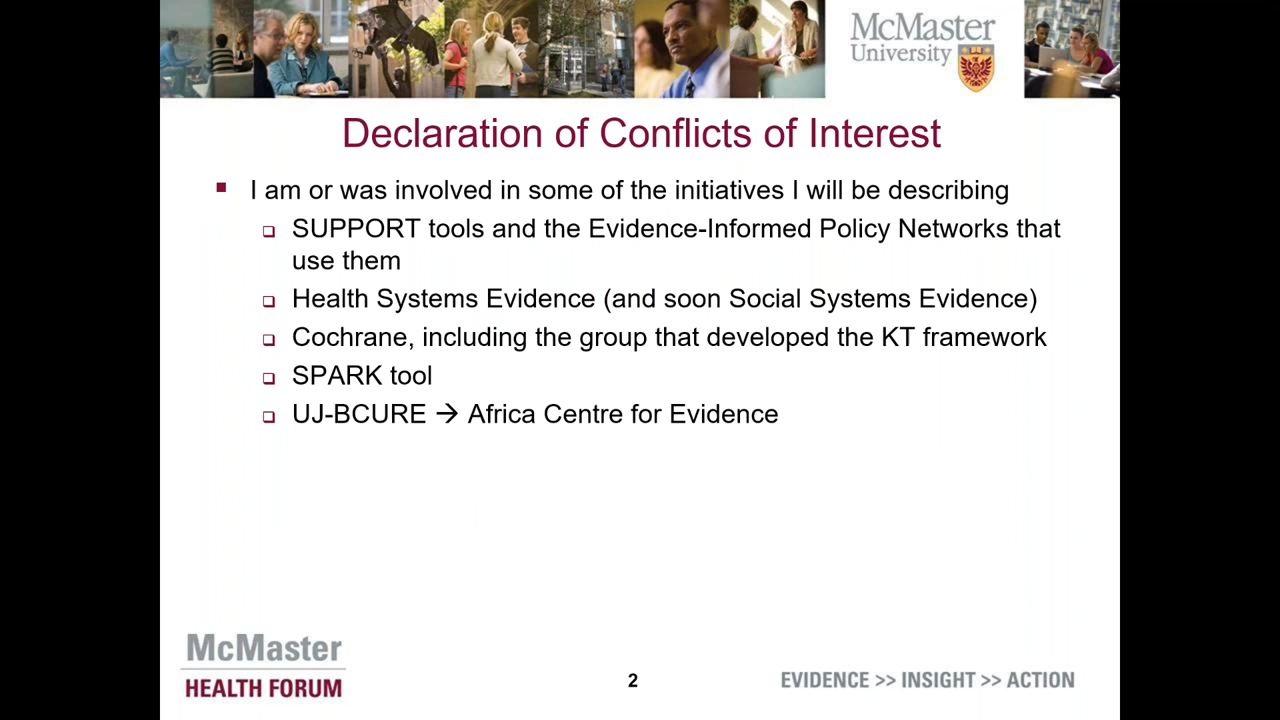 McMaster
University
Declaration of Conflicts of Interest
I am or was involved in some of the initiatives I will be describing
SUPPORT tools and the Evidence-Informed Policy Networks that
use them
Health Systems Evidence (and soon Social Systems Evidence)
Cochrane, including the group that developed the KT framework
SPARK tool
UJ-BCURE → Africa Centre for Evidence
McMaster
HEALTH FORUM
2
EVIDENCE >> INSIGHT >> ACTION